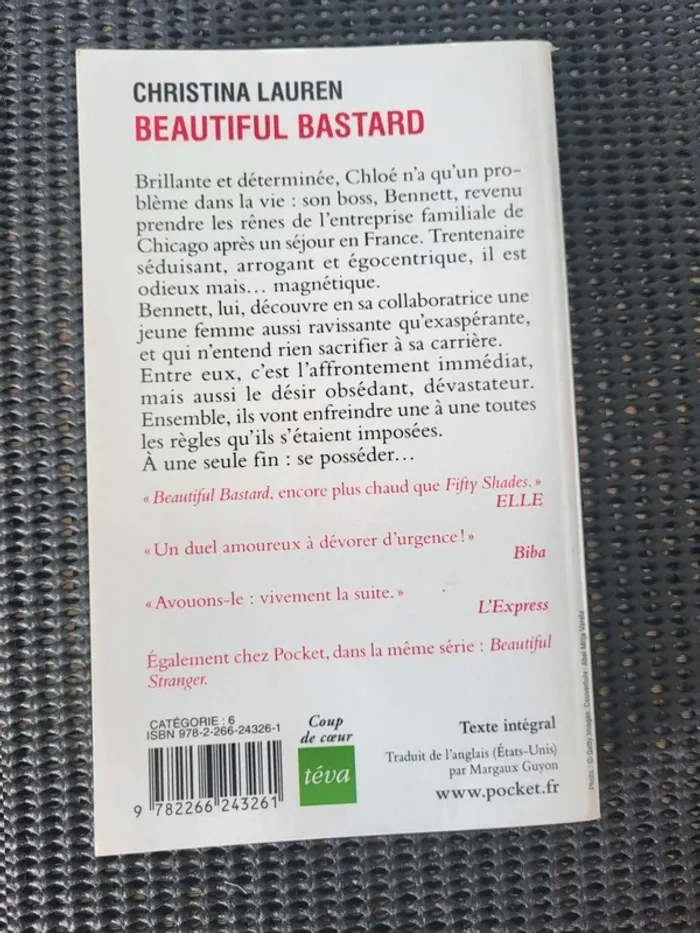 CHRISTINA LAUREN
BEAUTIFUL BASTARD
Brillante et déterminée, Chloé n'a qu'un pro-
blème dans la vie : son boss, Bennett, revenu
prendre les rênes de l'entreprise familiale de
Chicago après un séjour en France. Trentenaire
séduisant, arrogant et égocentrique, il est
odieux mais... magnétique.
Bennett, lui, découvre en sa collaboratrice une
jeune femme aussi ravissante qu'exaspérante,
et qui n'entend rien sacrifier à sa carrière.
Entre eux, c'est l'affrontement immédiat,
mais aussi le désir obsédant, dévastateur.
Ensemble, ils vont enfreindre une à une toutes
les règles qu'ils s'étaient imposées.
À une seule fin : se posséder...
« Beautiful Bastard, encore plus chaud que Fifty Shades. »
ELLE
« Un duel amoureux à dévorer d'urgence ! »
Biba
« Avouons-le : vivement la suite. »
L'Express
Également chez Pocket, dans la même série : Beautiful
Stranger.
CATÉGORIE : 6
ISBN 978-2-266-24326-1
9 782266 243261
Coup
de cœur
téva
Texte intégral
Traduit de l'anglais (États-Unis)
par Margaux Guyon
www.pocket.fr
Photo : © Getty Images. Couverture : Abel Mitja Varela